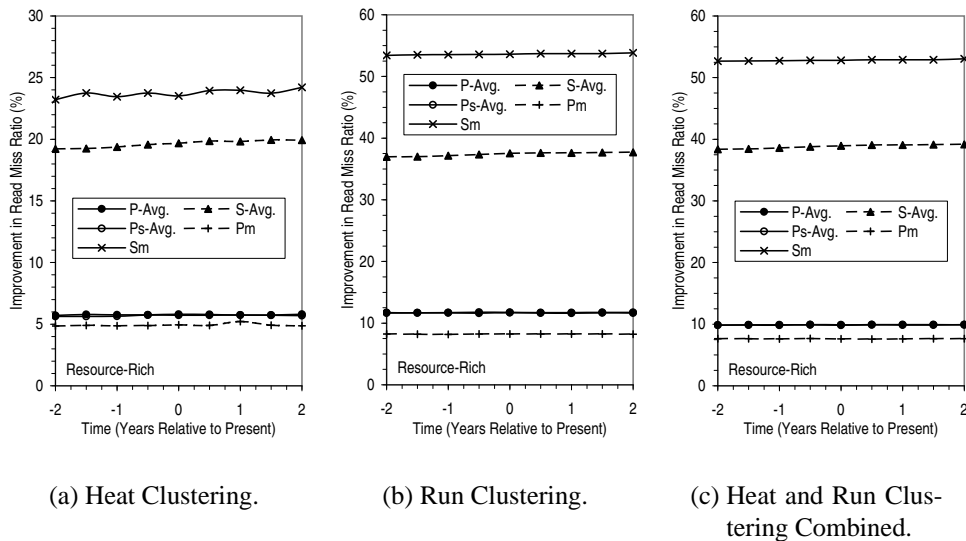 Improvement in Read Miss Ratio (%)
30
25
20
15
10
5
0
P-Avg.
S-Avg.
Ps-Avg.
Pm
Sm
Resource-Rich
-2
-1
0
1
2
Time (Years Relative to Present)
(a) Heat Clustering.
Improvement in Read Miss Ratio (%)
60
50
40
30
20
10
0
P-Avg.
S-Avg.
Ps-Avg.
Pm
Sm
Resource-Rich
-2
-1
0
1
2
Time (Years Relative to Present)
(b) Run Clustering.
Improvement in Read Miss Ratio (%)
60
50
40
30
20
10
0
P-Avg.
S-Avg.
Ps-Avg.
Pm
Sm
Resource-Rich
-2
-1
0
1
2
Time (Years Relative to Present)
(c) Heat and Run Clus-
tering Combined.